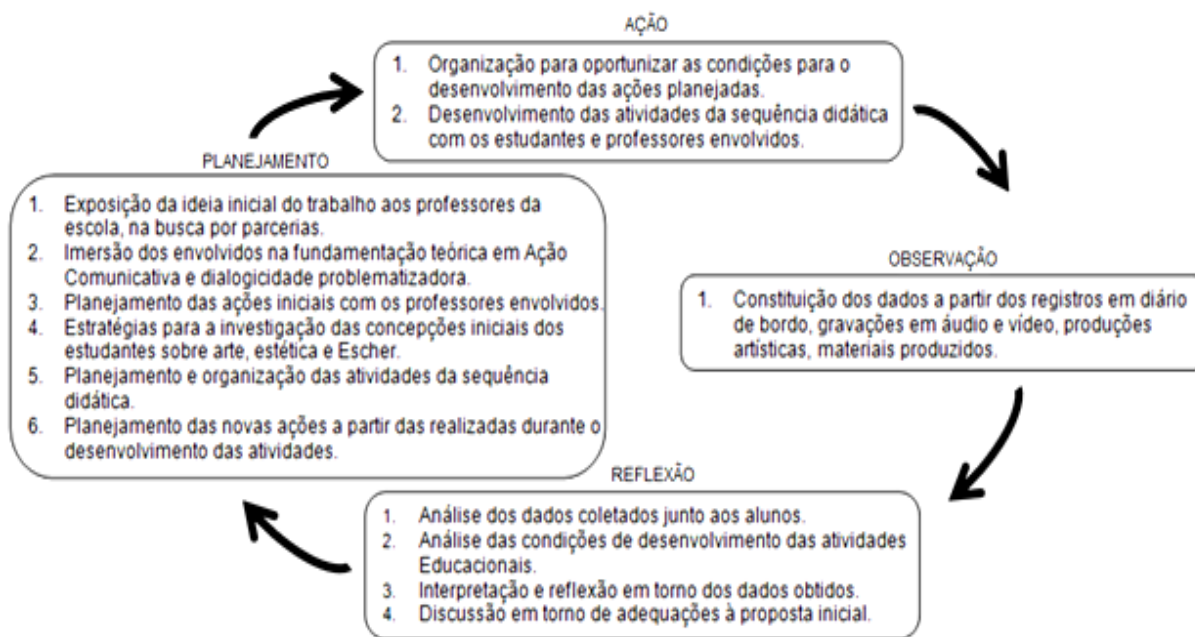 AÇÃO
1. Organização para oportunizar as condições para o
desenvolvimento das ações planejadas.
2. Desenvolvimento das atividades da sequência didática
com os estudantes e professores envolvidos.
PLANEJAMENTO
1. Exposição da ideia inicial do trabalho aos professores da
escola, na busca por parcerias.
2. Imersão dos envolvidos na fundamentação teórica em Ação
Comunicativa e dialogicidade problematizadora.
3. Planejamento das ações iniciais com os professores envolvidos.
4. Estratégias para a investigação das concepções iniciais dos
estudantes sobre arte, estética e Escher.
5. Planejamento e organização das atividades da sequência
didática.
6. Planejamento das novas ações a partir das realizadas durante o
desenvolvimento das atividades.
OBSERVAÇÃO
1. Constituição dos dados a partir dos registros em diário
de bordo, gravações em áudio e vídeo, produções
artísticas, materiais produzidos.
REFLEXÃO
1. Análise dos dados coletados junto aos alunos.
2. Análise das condições de desenvolvimento das atividades
Educacionais.
3. Interpretação e reflexão em torno dos dados obtidos.
4. Discussão em torno de adequações à proposta inicial.